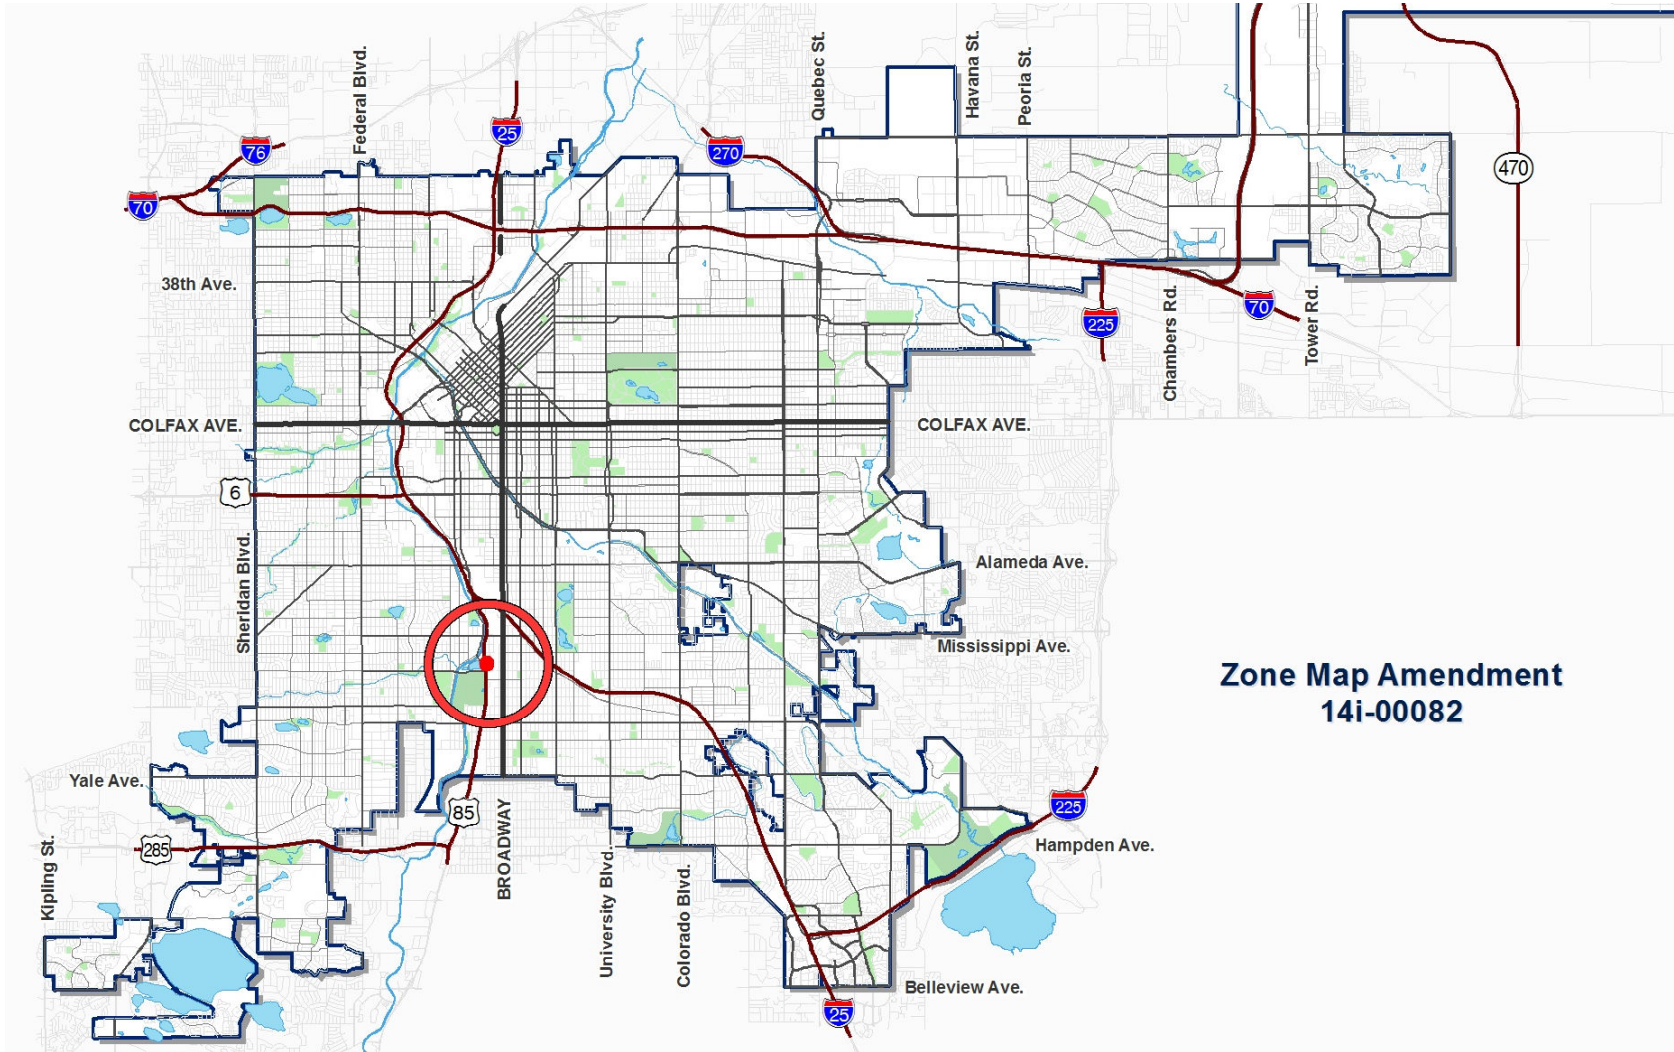 Federal Blvd.
Quebec St.
Havana St.
Peoria St.
25
76
270
470
70
38th Ave.
225
Chambers Rd.
70
Tower Rd.
COLFAX AVE.
COLFAX AVE.
6
Sheridan Blvd.
Alameda Ave.
Mississippi Ave.
Zone Map Amendment
14i-00082
Yale Ave.
85
BROADWAY
225
285
Hampden Ave.
Kipling St.
University Blvd.
Colorado Blvd.
Belleview Ave.
25